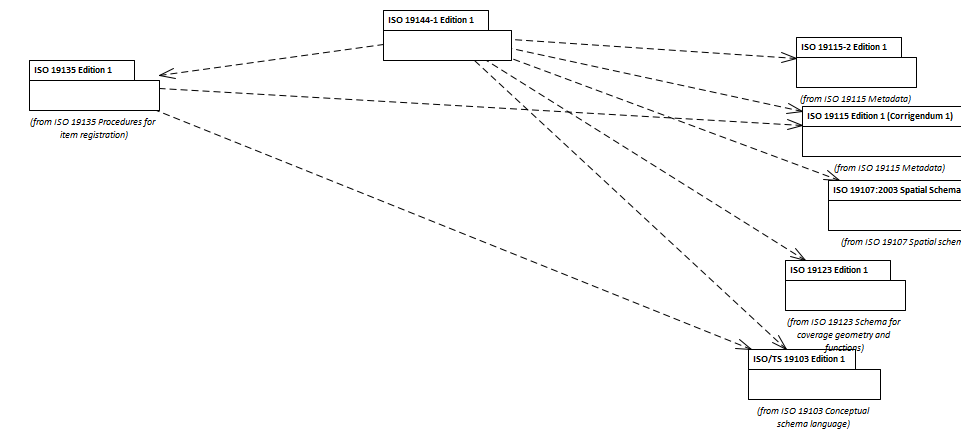 ISO 19144-1 Edition 1
ISO 19115-2 Edition 1
(from ISO 19115 Metadata)
ISO 19135 Edition 1
(from ISO 19135 Procedures for
item registration)
ISO 19115 Edition 1 (Corrigendum 1)
(from ISO 19115 Metadata)
ISO 19107:2003 Spatial Schema
(from ISO 19107 Spatial schem
ISO 19123 Edition 1
(from ISO 19123 Schema for
coverage geometry and
functions)
ISO/TS 19103 Edition 1
(from ISO 19103 Conceptual
schema language)